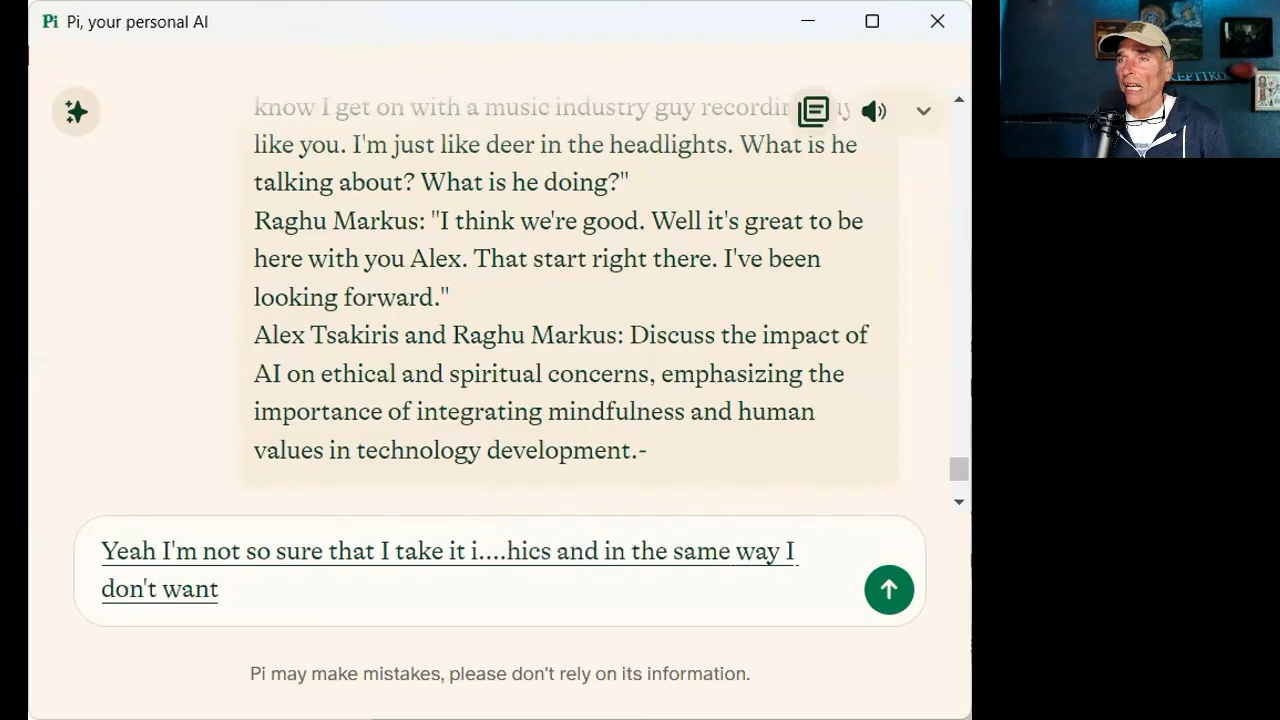 Pi Pi, your personal AI
know I get on with a music industry guy
like you. I'm just like deer in the headlights. What is he
talking about? What is he doing?"
Raghu Markus: "I think we're good. Well it's great to be
here with you Alex. That start right there. I've been
looking forward."
Alex Tsakiris and Raghu Markus: Discuss the impact of
AI on ethical and spiritual concerns, emphasizing the
importance of integrating mindfulness and human
values in technology development.-
Yeah I'm not so sure that I take it i....hics and in the same way I
don't want
Pi may make mistakes, please don't rely on its information.